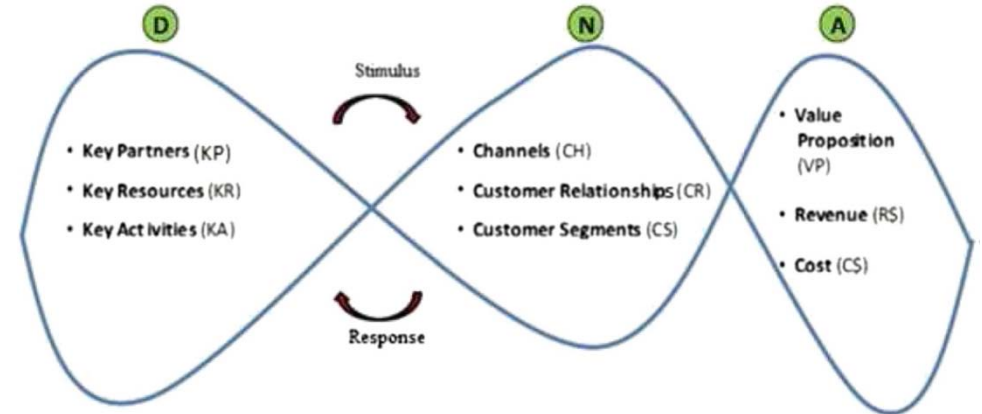 D
N
A
Stimulus
• Key Partners (KP)
• Key Resources (KR)
• Key Activities (KA)
• Channels (CH)
• Customer Relationships (CR)
• Customer Segments (CS)
• Value
Proposition
(VP)
• Revenue (R$)
• Cost (C$)
Response